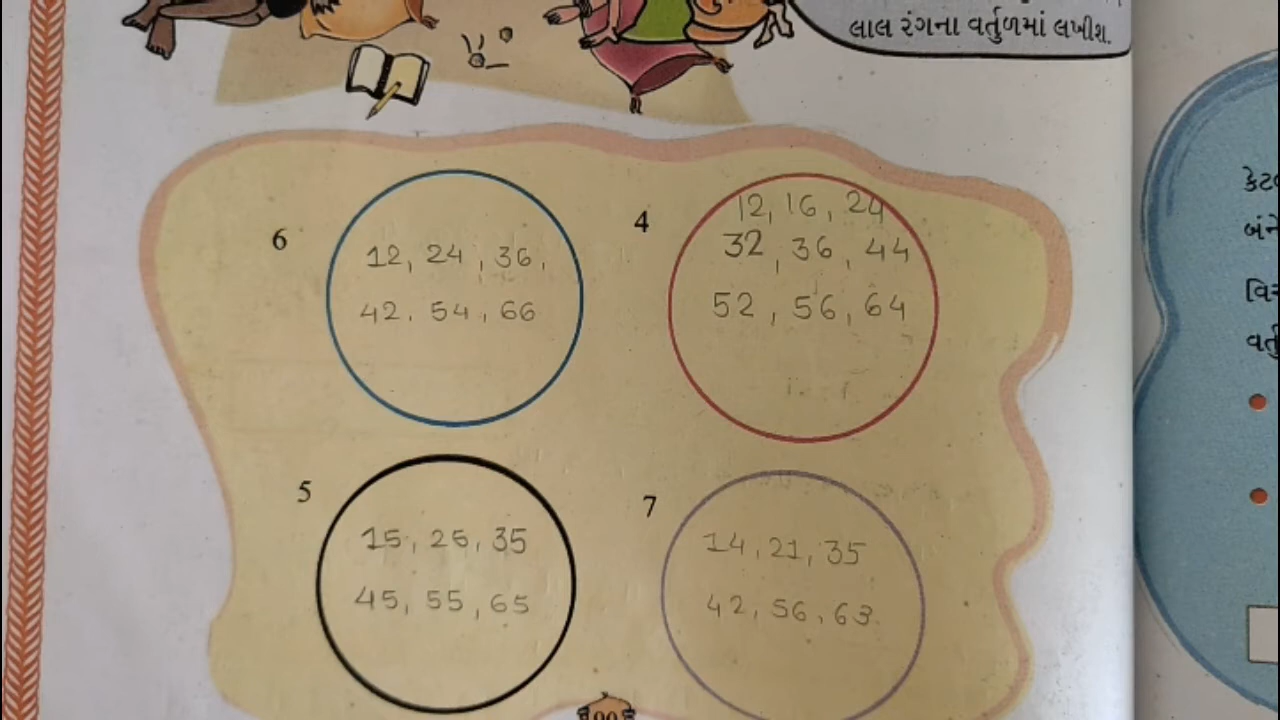 લાલ રંગના વર્તુળમાં લખીશ.
6
12, 24, 36,
42, 54, 66
4
12, 16, 24
32, 36, 44
52, 56, 64
5
15, 25, 35
45, 55, 65
7
14, 21, 35
42, 56, 63